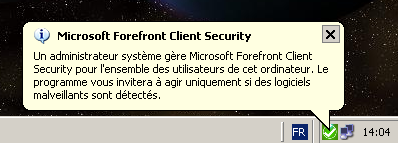 Microsoft Forefront Client Security
Un administrateur système gère Microsoft Forefront Client
Security pour l'ensemble des utilisateurs de cet ordinateur. Le
programme vous invitera à agir uniquement si des logiciels
malveillants sont détectés.
FR
14:04